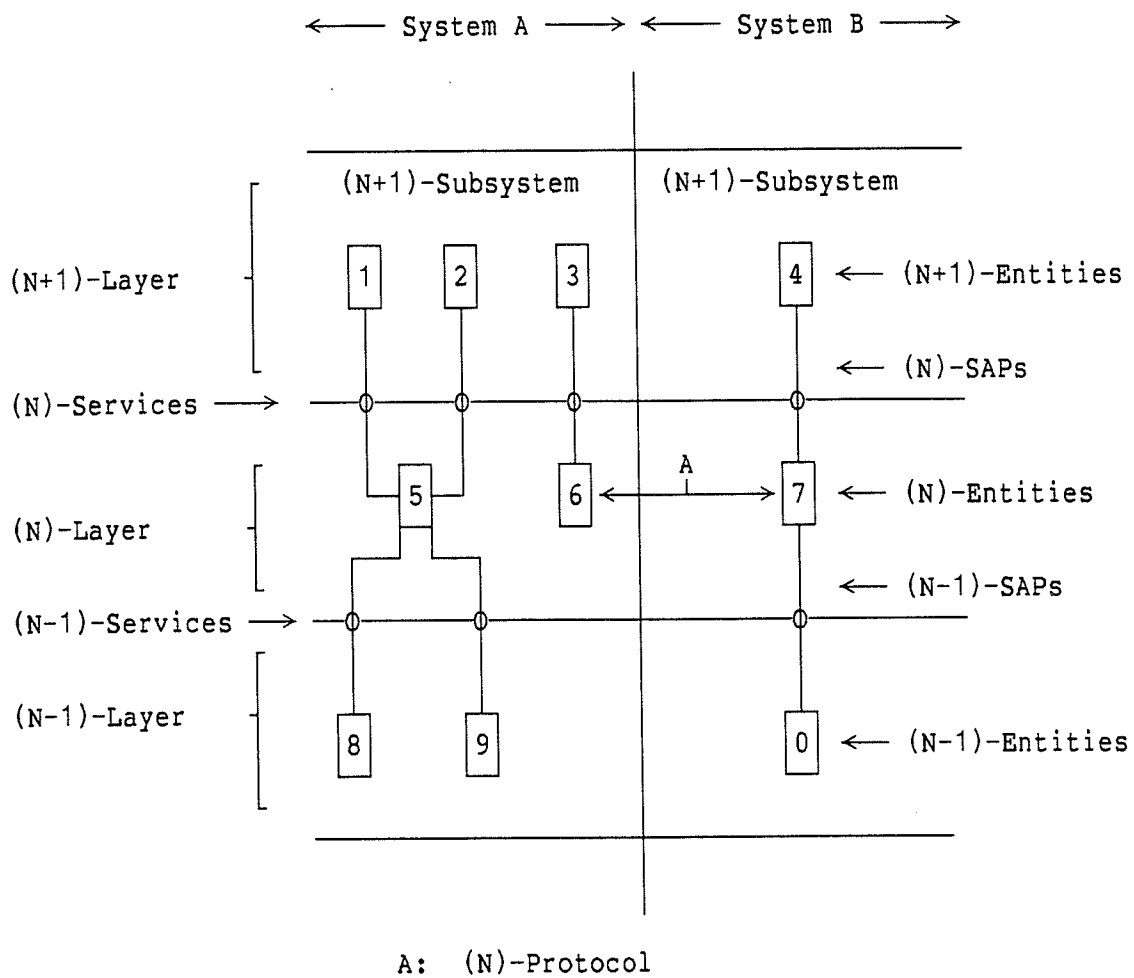 System A System B
(N+1)-Subsystem (N+1)-Subsystem
(N+1)-Layer 1 2 3 4 (N+1)-Entities
(N)-SAPs
(N)-Services
A
(N)-Layer 5 6 7 (N)-Entities
(N-1)-SAPs
(N-1)-Services
(N-1)-Layer 8 9 0 (N-1)-Entities
A: (N)-Protocol